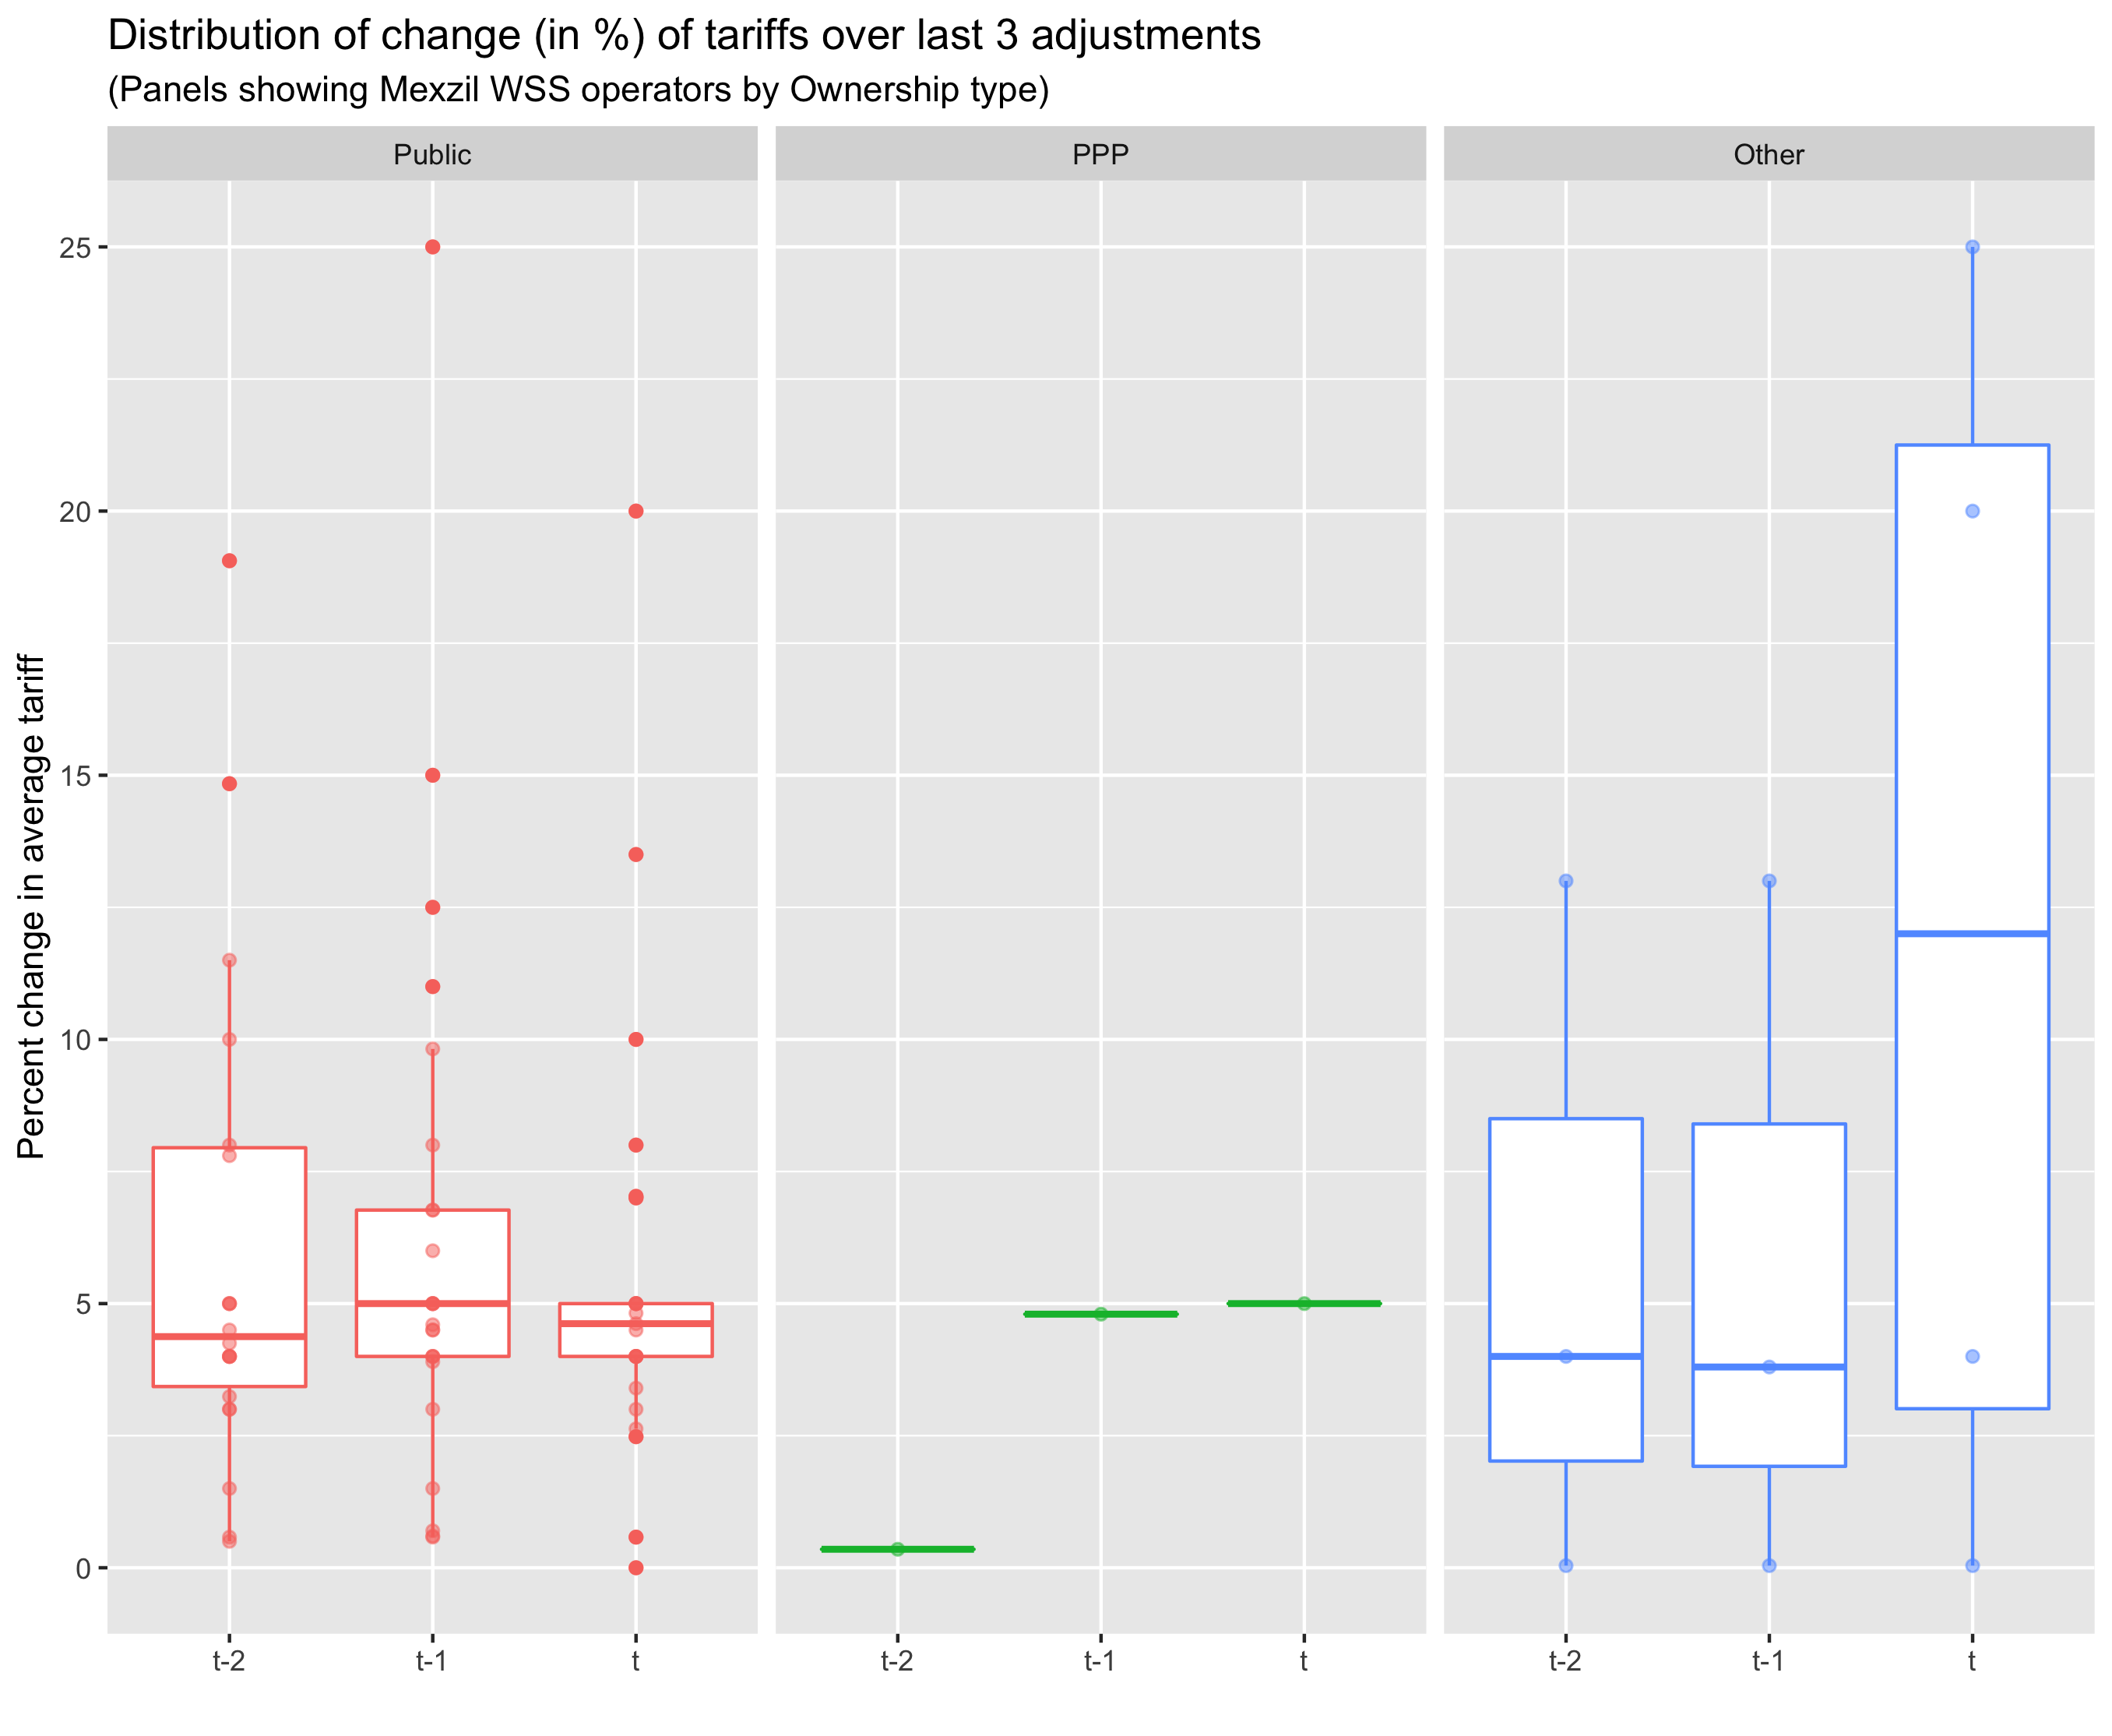 Distribution of change (in %) of tariffs over last 3 adjustments
(Panels showing Mexzil WSS operators by Ownership type)
Public
PPP
Other
Percent change in average tariff
25
20
15
10
5
0
t-2
t-1
t
t-2
t-1
t
t-2
t-1
t